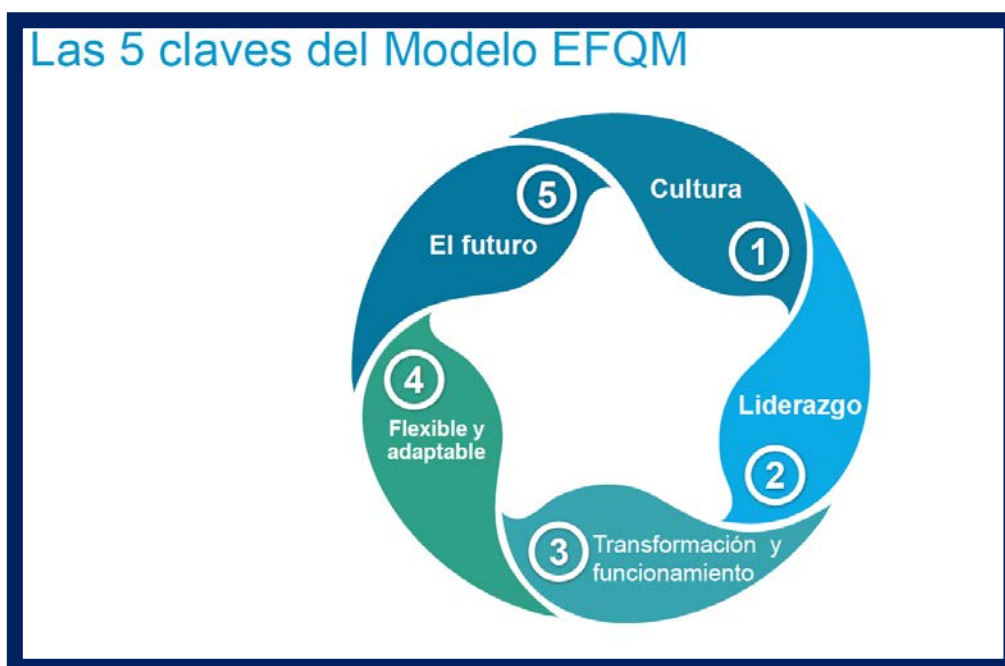 Las 5 claves del Modelo EFQM
Cultura
1
Liderazgo
2
3
Transformación y
funcionamiento
4
Flexible y
adaptable
5
El futuro